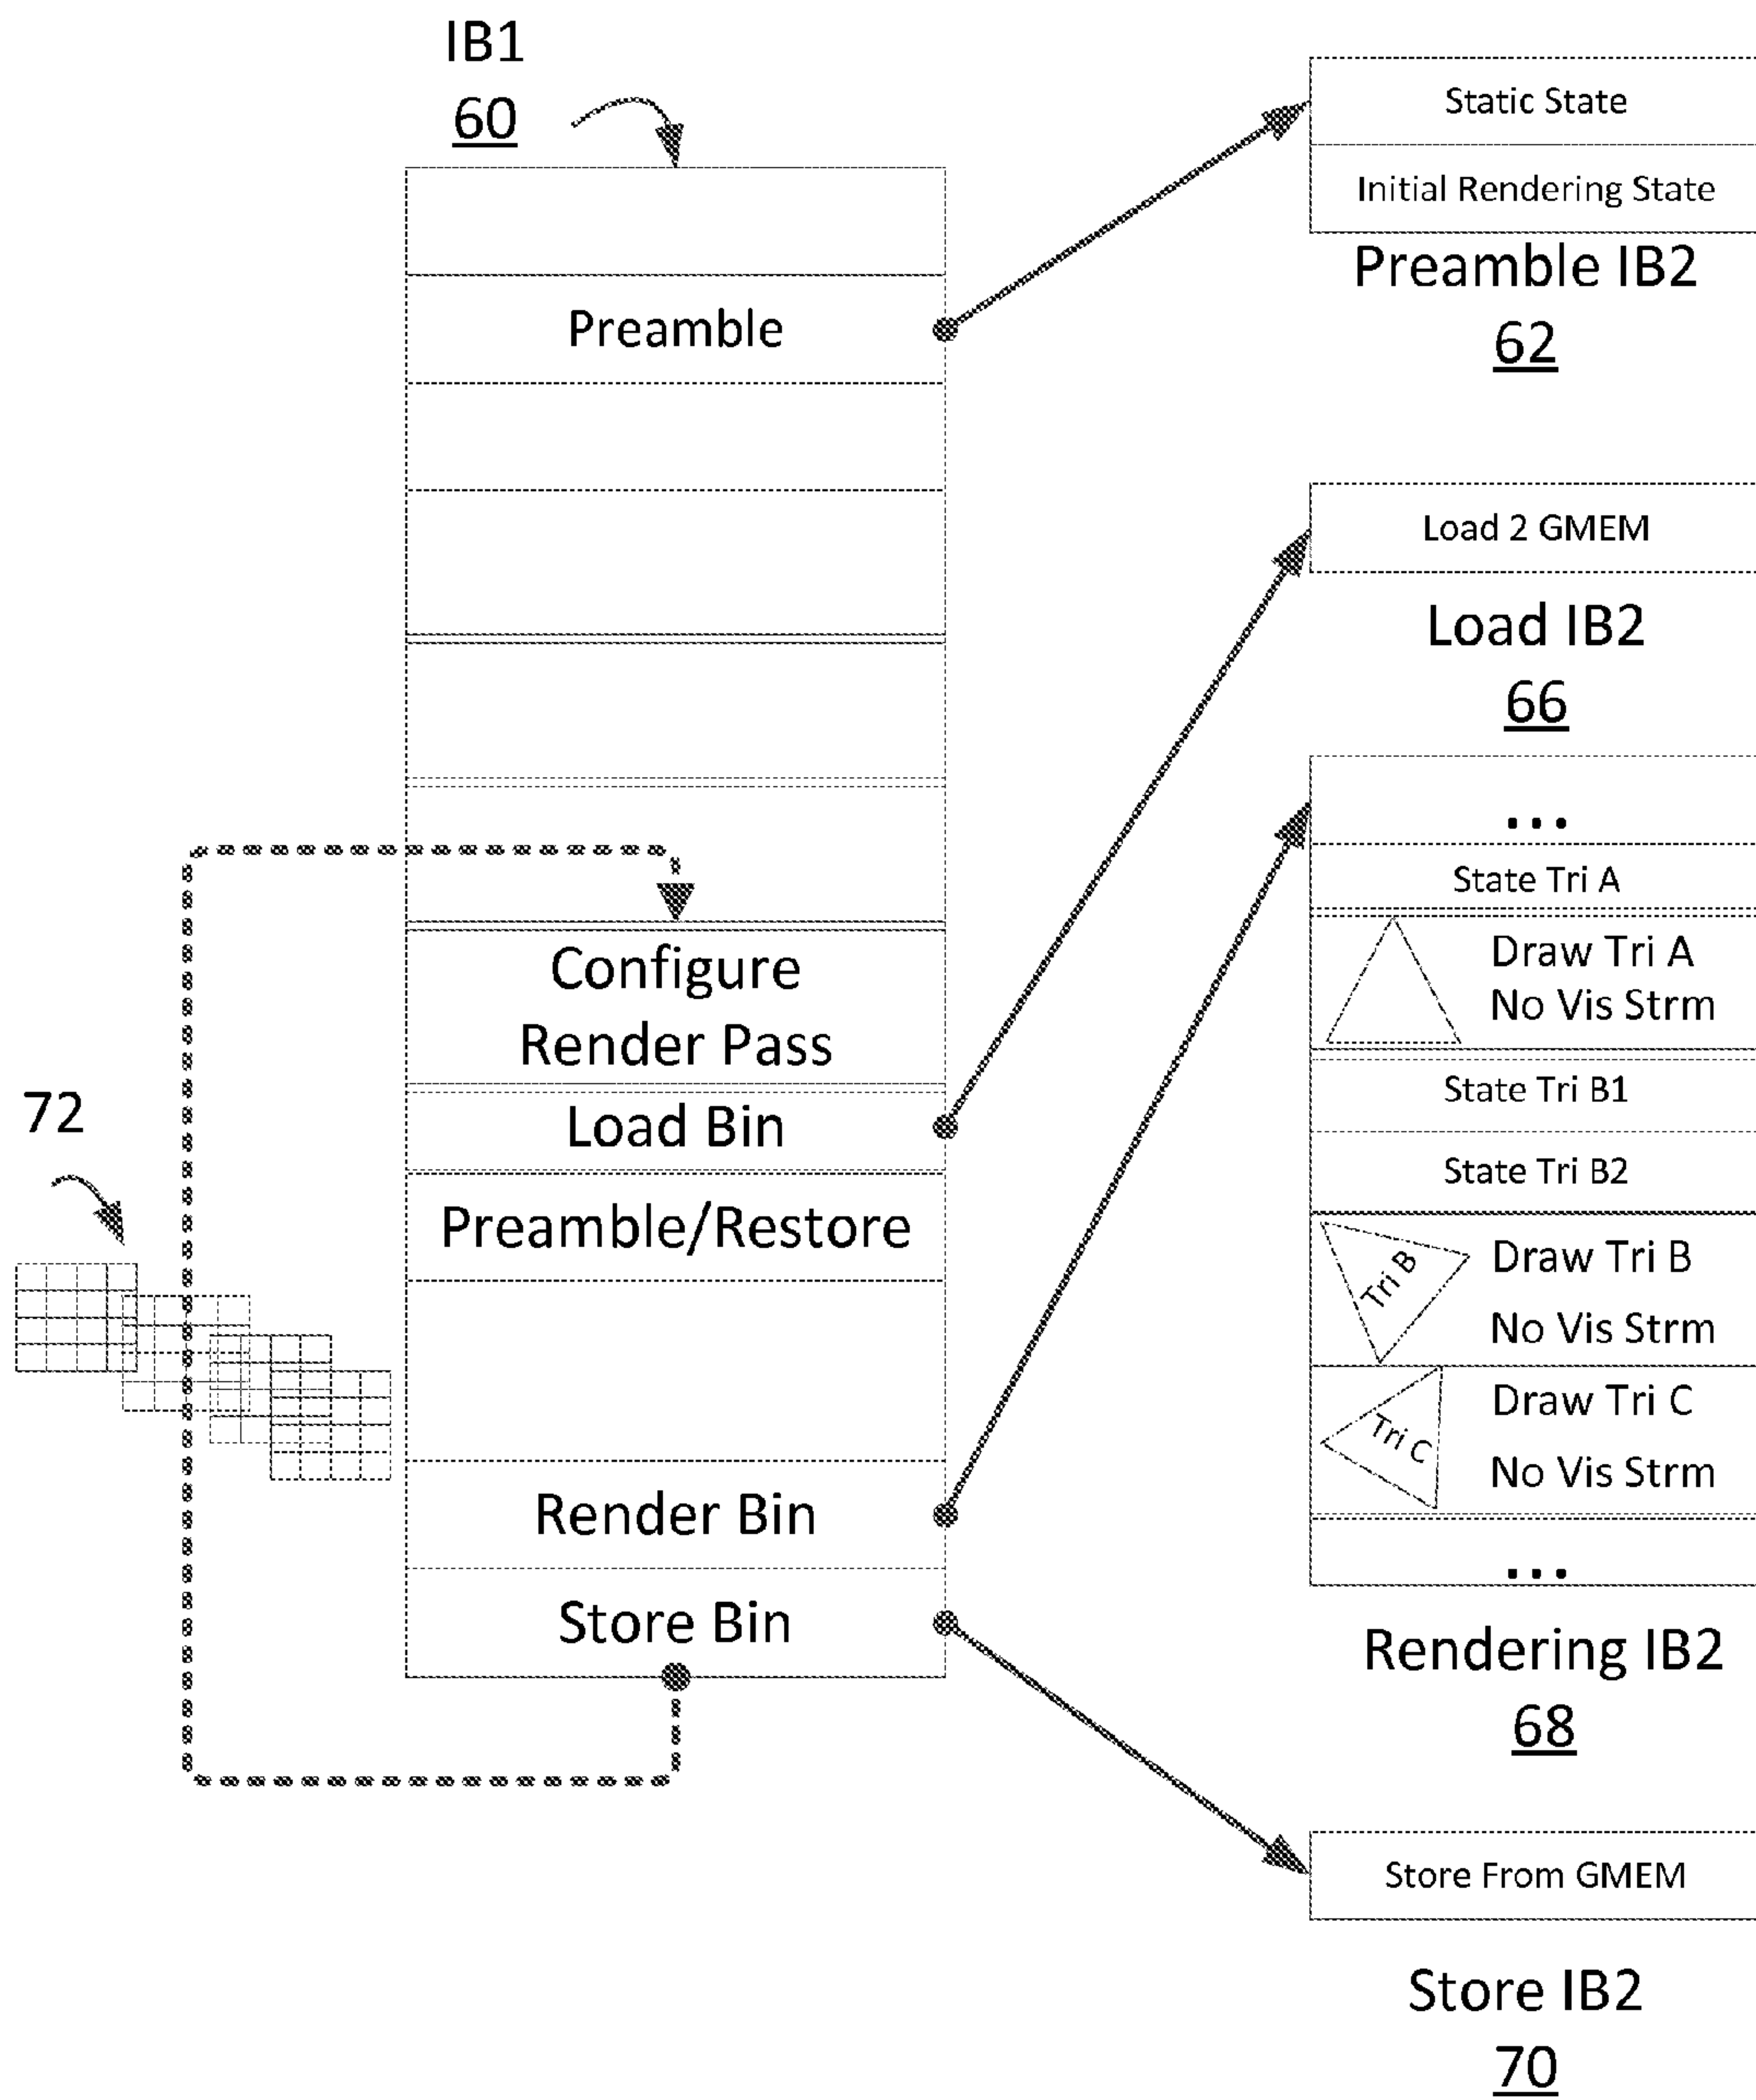 IB1
60
Preamble
Configure
Render Pass
Load Bin
Preamble/Restore
Render Bin
Store Bin
72
Static State
Initial Rendering State
Preamble IB2
62
Load 2 GMEM
Load IB2
66
...
State Tri A
Draw Tri A
No Vis Strm
State Tri B1
State Tri B2
Tri B
Draw Tri B
No Vis Strm
Tri C
Draw Tri C
No Vis Strm
...
Rendering IB2
68
Store From GMEM
Store IB2
70